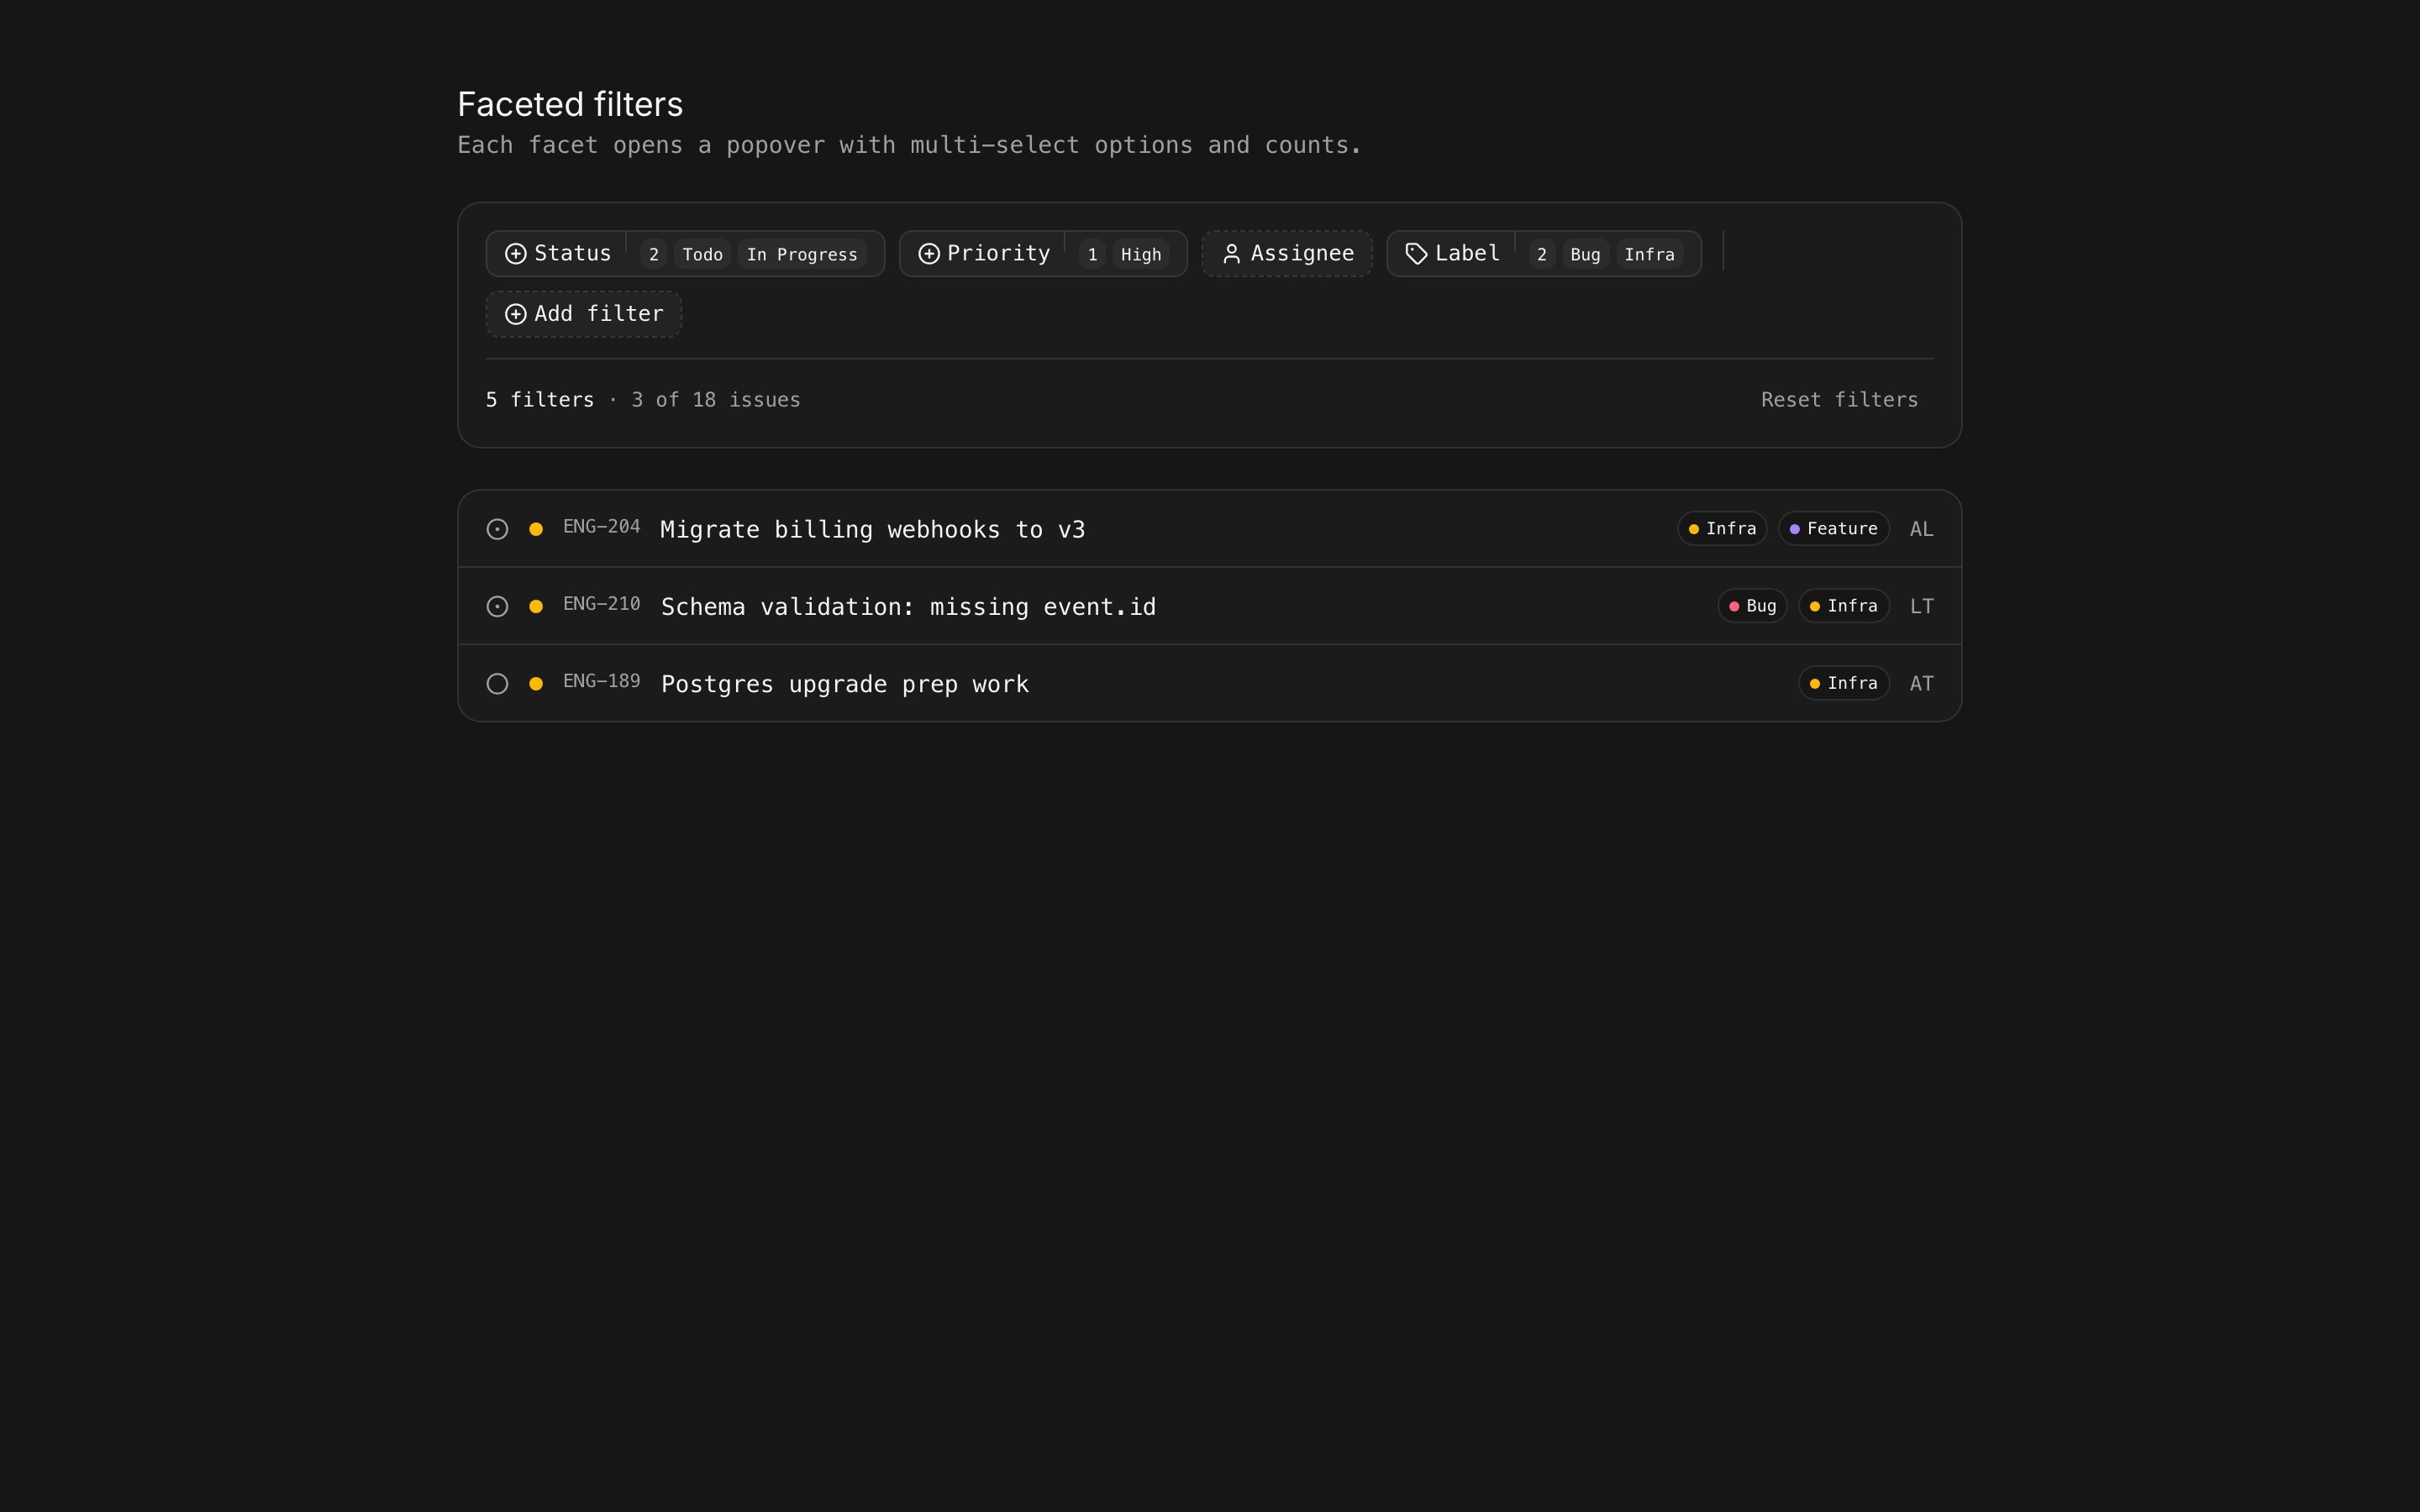 Faceted filters
Each facet opens a popover with multi-select options and counts.
Status 2 Todo In Progress Priority 1 High Assignee Label 2 Bug Infra
Add filter
5 filters · 3 of 18 issues Reset filters
ENG-204 Migrate billing webhooks to v3 Infra Feature AL
ENG-210 Schema validation: missing event.id Bug Infra LT
ENG-189 Postgres upgrade prep work Infra AT